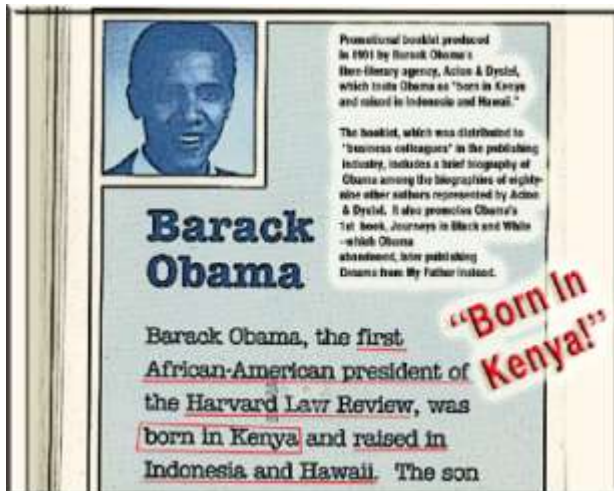 Promotional booklet produced
in 1991 by Barack Obama's
then-literary agency, Acton & Dystel,
which touts Obama as "born in Kenya
and raised in Indonesia and Hawaii."
The booklet, which was distributed to
"business colleagues" in the publishing
industry, includes a brief biography of
Obama among the biographies of eighty-
nine other authors represented by Acton
& Dystel. It also promotes Obama's
1st book, Journeys in Black and White
--which Obama
abandoned, later publishing
Dreams from My Father instead.
Barack
Obama
"Born In
Kenya!"
Barack Obama, the first
African-American president of
the Harvard Law Review, was
born in Kenya and raised in
Indonesia and Hawaii. The son